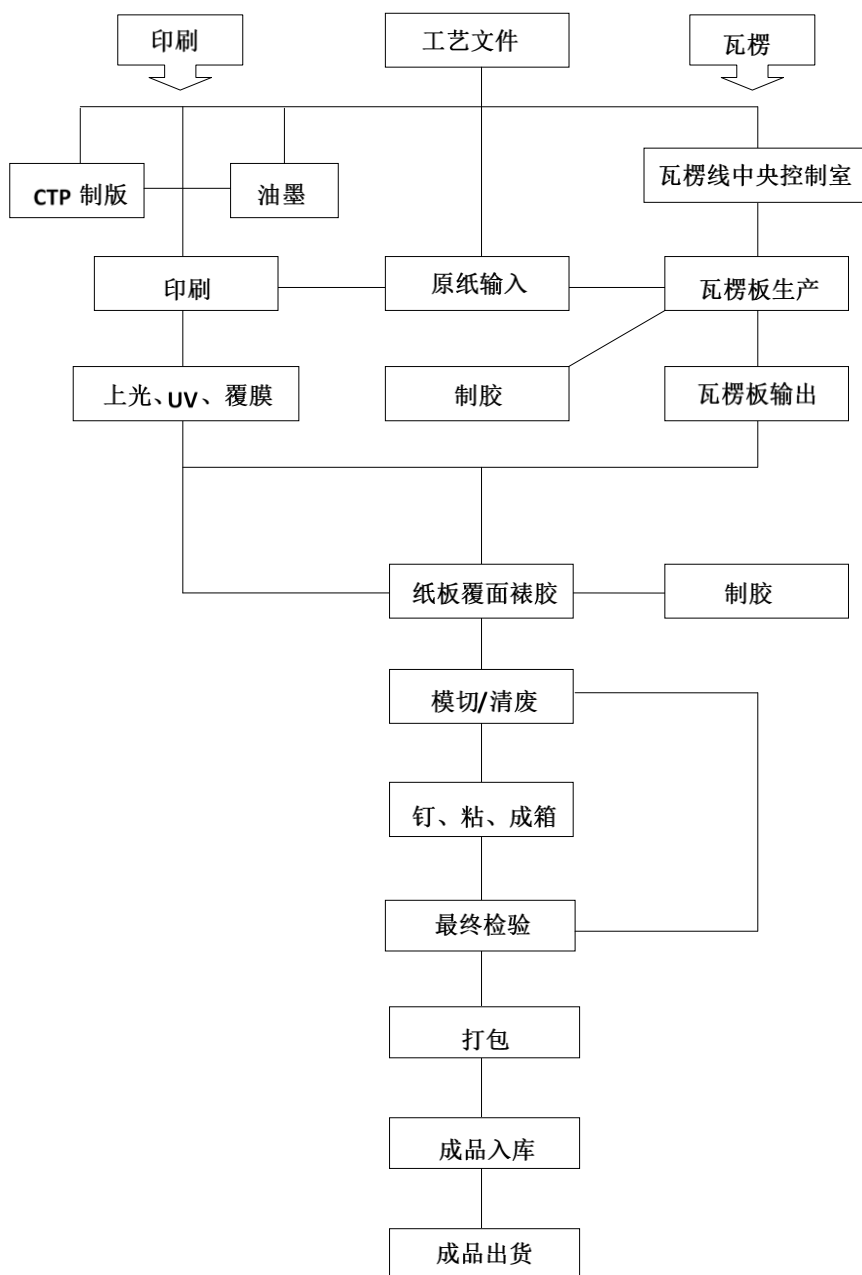 印刷
工艺文件
瓦楞
CTP 制版
油墨
瓦楞线中央控制室
印刷
原纸输入
瓦楞板生产
上光、UV、覆膜
制胶
瓦楞板输出
纸板覆面裱胶
制胶
模切/清废
钉、粘、成箱
最终检验
打包
成品入库
成品出货